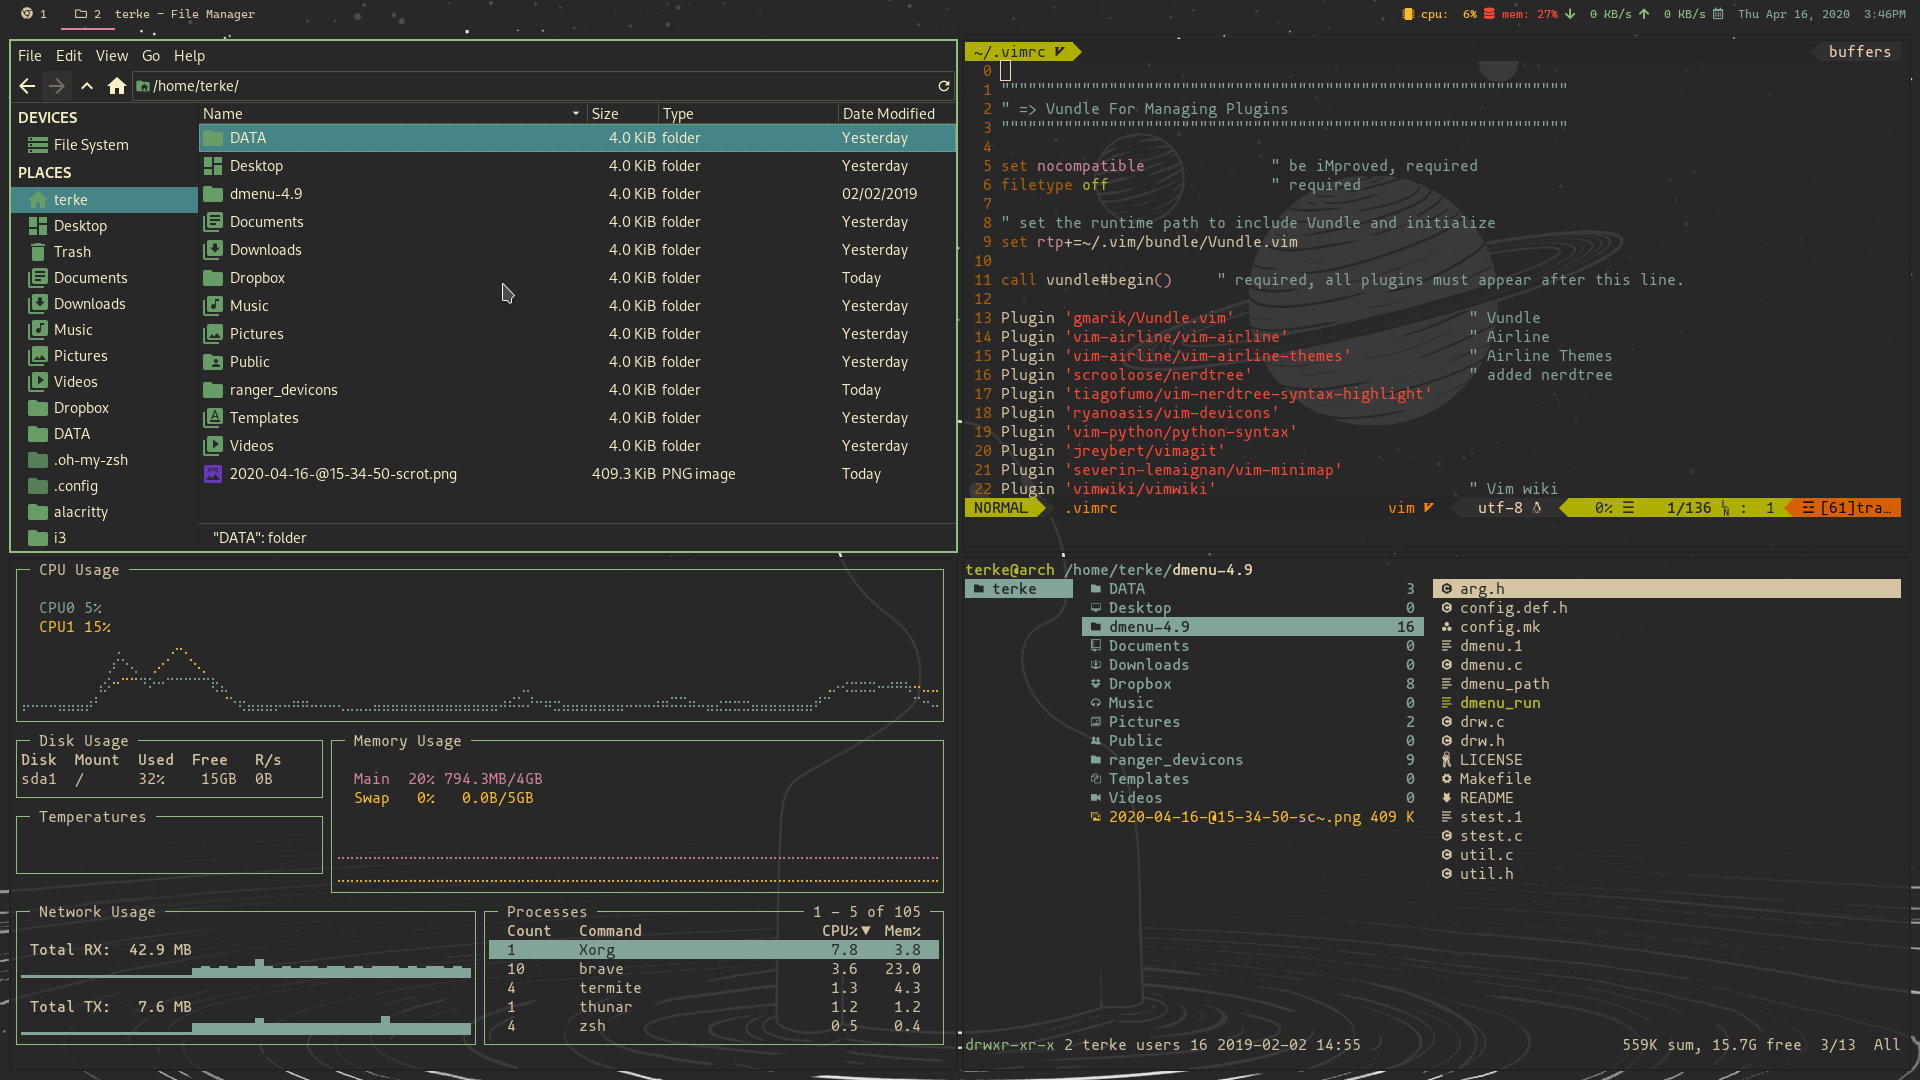 1 2 terke - File Manager
cpu: 6% mem: 27% 0 KB/s 0 KB/s Thu Apr 16, 2020 3:46PM
File Edit View Go Help
/home/terke/
DEVICES
File System
PLACES
terke
Desktop
Trash
Documents
Downloads
Music
Pictures
Videos
Dropbox
DATA
.oh-my-zsh
.config
alacritty
i3
Name Size Type Date Modified
DATA 4.0 KiB folder Yesterday
Desktop 4.0 KiB folder Yesterday
dmenu-4.9 4.0 KiB folder 02/02/2019
Documents 4.0 KiB folder Yesterday
Downloads 4.0 KiB folder Yesterday
Dropbox 4.0 KiB folder Today
Music 4.0 KiB folder Yesterday
Pictures 4.0 KiB folder Yesterday
Public 4.0 KiB folder Yesterday
ranger_devicons 4.0 KiB folder Today
Templates 4.0 KiB folder Yesterday
Videos 4.0 KiB folder Yesterday
2020-04-16-@15-34-50-scrot.png 409.3 KiB PNG image Today
"DATA": folder
~/.vimrc buffers
0
1 """""""""""""""""""""""""""""""""""""""""""""""""""""""""""""""
2 " => Vundle For Managing Plugins
3 """""""""""""""""""""""""""""""""""""""""""""""""""""""""""""""
4
5 set nocompatible " be iMproved, required
6 filetype off " required
7
8 " set the runtime path to include Vundle and initialize
9 set rtp+=~/.vim/bundle/Vundle.vim
10
11 call vundle#begin() " required, all plugins must appear after this line.
12
13 Plugin 'gmarik/Vundle.vim' " Vundle
14 Plugin 'vim-airline/vim-airline' " Airline
15 Plugin 'vim-airline/vim-airline-themes' " Airline Themes
16 Plugin 'scrooloose/nerdtree' " added nerdtree
17 Plugin 'tiagofumo/vim-nerdtree-syntax-highlight'
18 Plugin 'ryanoasis/vim-devicons'
19 Plugin 'vim-python/python-syntax'
20 Plugin 'jreybert/vimagit'
21 Plugin 'severin-lemaignan/vim-minimap'
22 Plugin 'vimwiki/vimwiki' " Vim wiki
NORMAL .vimrc vim utf-8 0% ☰ 1/136 : 1 ☲ [61]tra…
CPU Usage
CPU0 5%
CPU1 15%
Disk Usage
Disk Mount Used Free R/s
sda1 / 32% 15GB 0B
Temperatures
Memory Usage
Main 20% 794.3MB/4GB
Swap 0% 0.0B/5GB
Network Usage
Total RX: 42.9 MB
Total TX: 7.6 MB
Processes 1 - 5 of 105
Count Command CPU%▼ Mem%
1 Xorg 7.8 3.8
10 brave 3.6 23.0
4 termite 1.3 4.3
1 thunar 1.2 1.2
4 zsh 0.5 0.4
terke@arch /home/terke/dmenu-4.9
terke
DATA 3
Desktop 0
dmenu-4.9 16
Documents 0
Downloads 0
Dropbox 8
Music 0
Pictures 2
Public 0
ranger_devicons 9
Templates 0
Videos 0
2020-04-16-@15-34-50-sc~.png 409 K
arg.h
config.def.h
config.mk
dmenu.1
dmenu.c
dmenu_path
dmenu_run
drw.c
drw.h
LICENSE
Makefile
README
stest.1
stest.c
util.c
util.h
drwxr-xr-x 2 terke users 16 2019-02-02 14:55 559K sum, 15.7G free 3/13 All